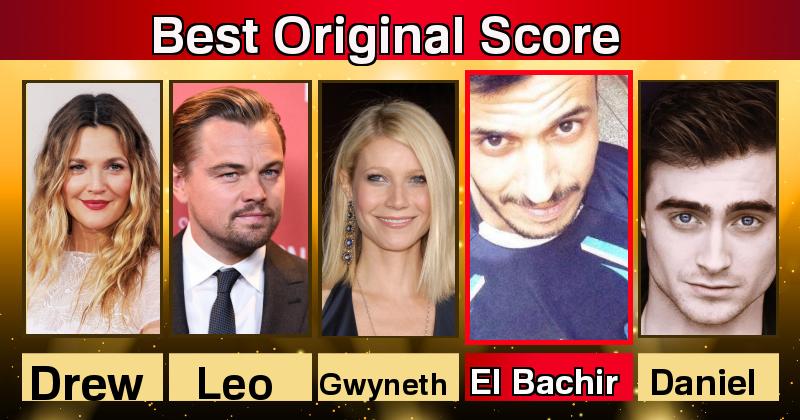 Best Original Score
Drew
Leo
Gwyneth
El Bachir
Daniel